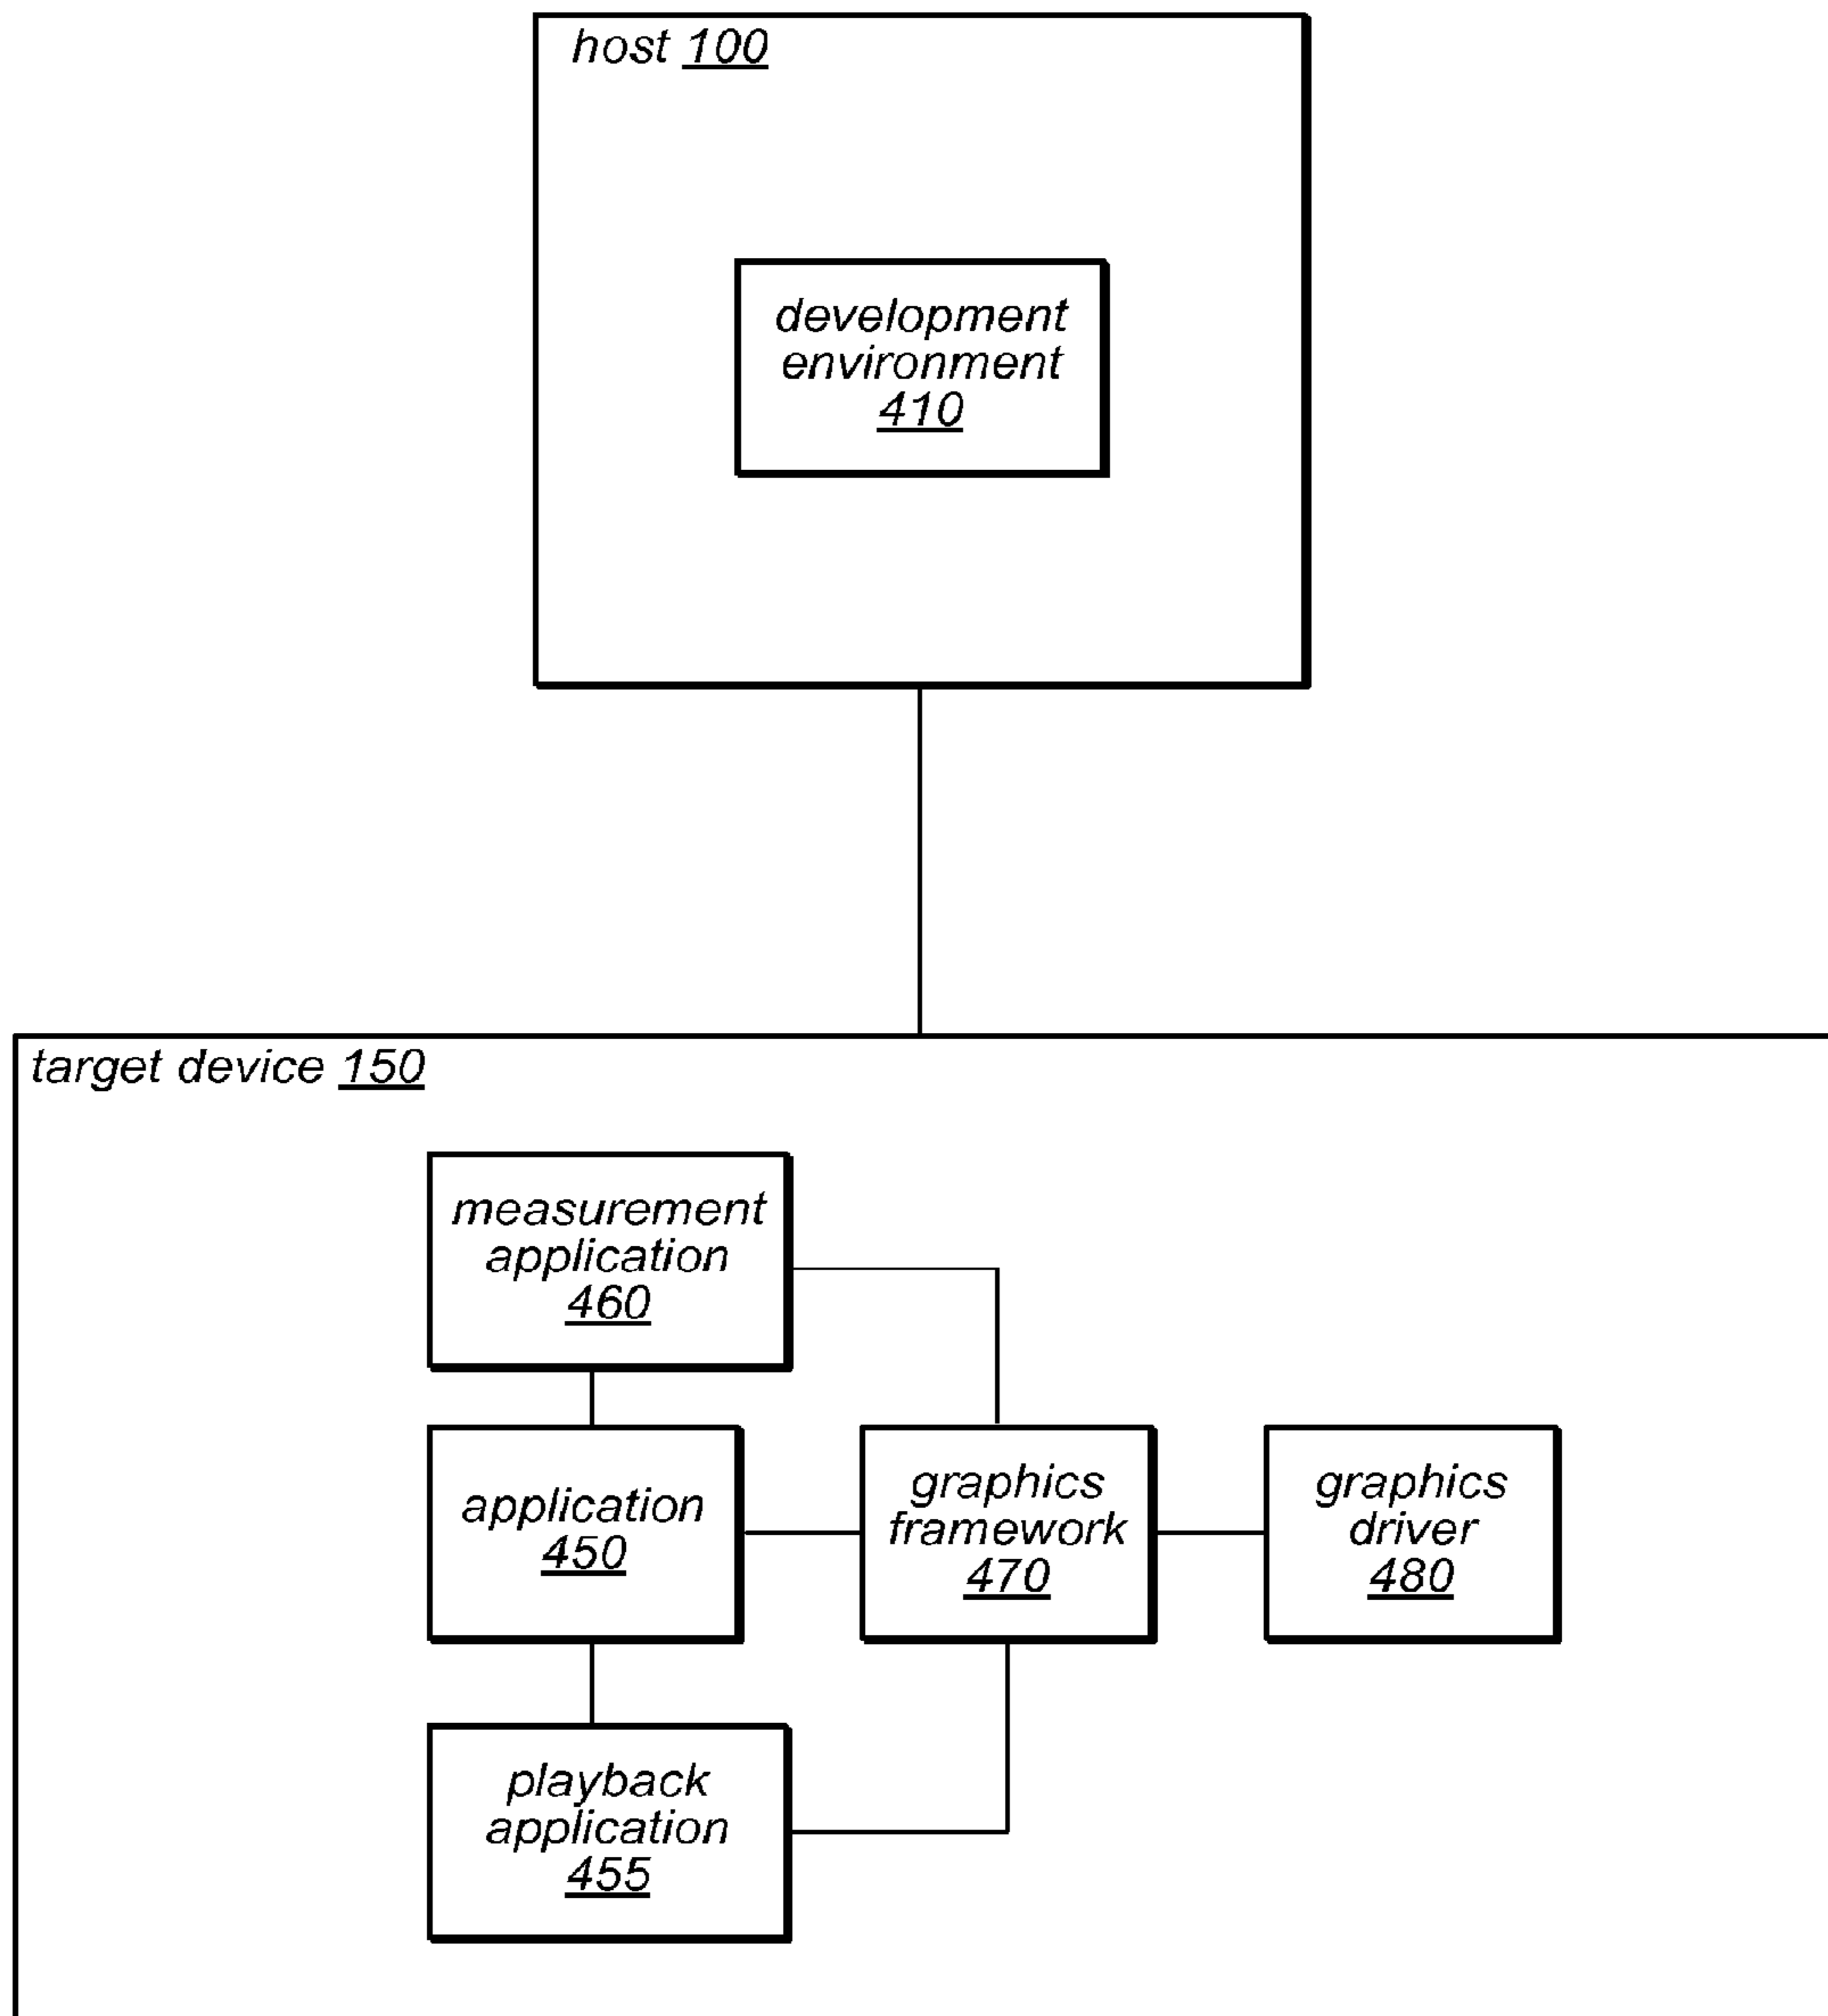 host 100
development
environment
410
target device 150
measurement
application
460
application
450
graphics
framework
470
graphics
driver
480
playback
application
455